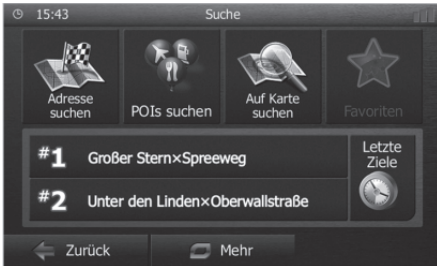 15:43
Suche
Adresse
suchen
POIs suchen
Auf Karte
suchen
Favoriten
#1 Großer Stern×Spreeweg
#2 Unter den Linden×Oberwallstraße
Letzte
Ziele
Zurück
Mehr